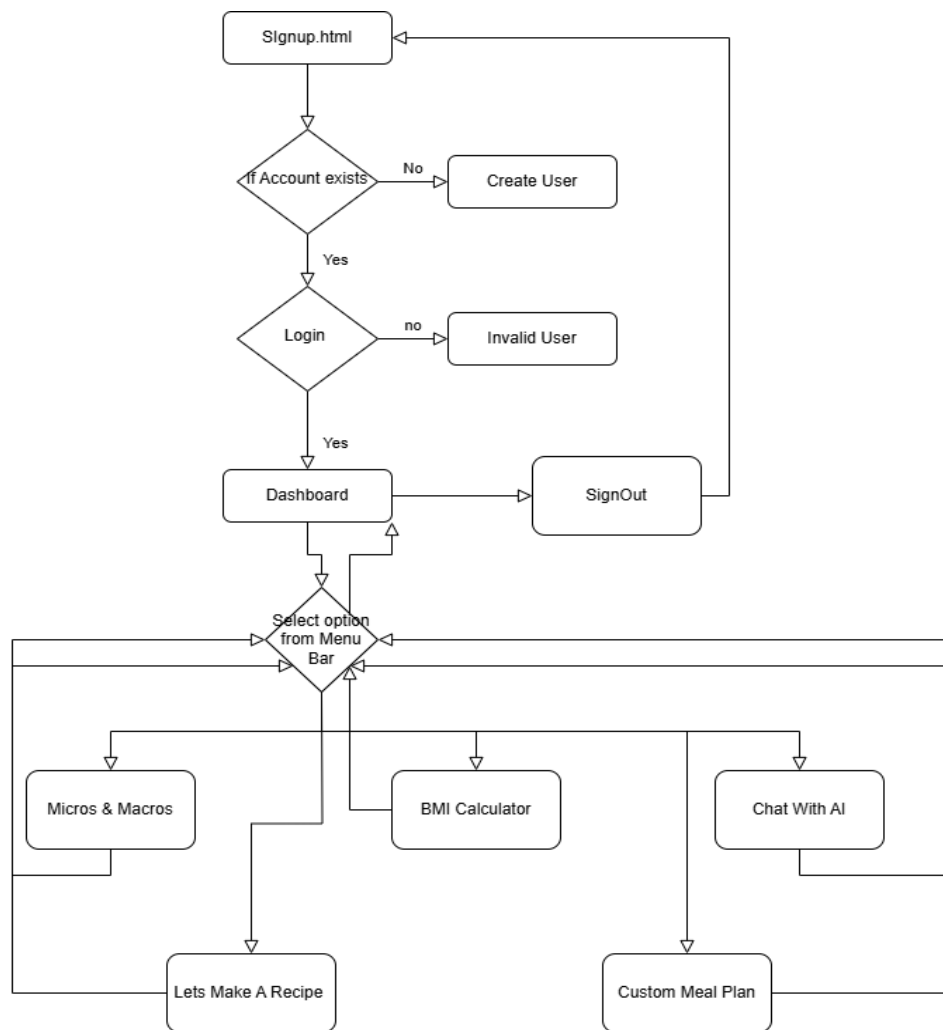 SIgnup.html
If Account exists
No
Create User
Yes
Login
no
Invalid User
Yes
Dashboard
SignOut
Select option
from Menu
Bar
Micros & Macros
BMI Calculator
Chat With AI
Lets Make A Recipe
Custom Meal Plan